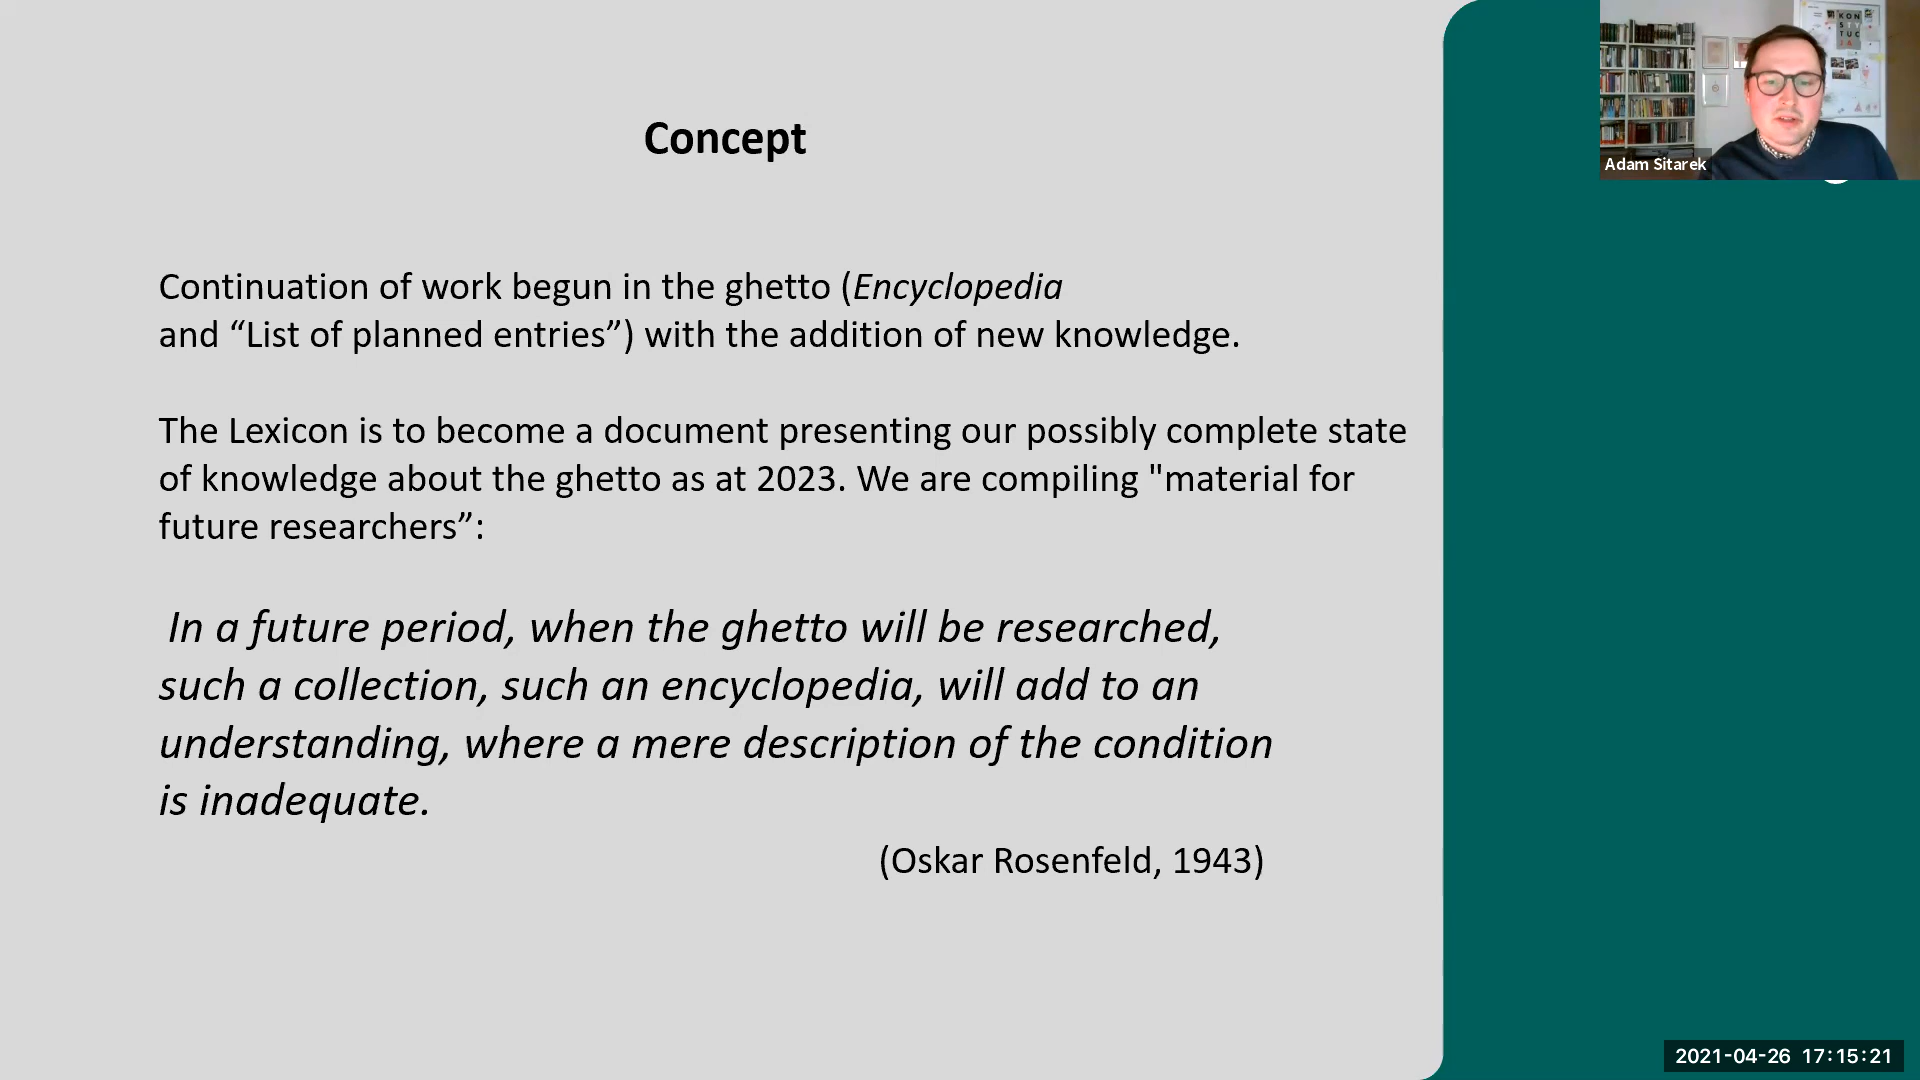 Concept
Continuation of work begun in the ghetto (Encyclopedia
and “List of planned entries”) with the addition of new knowledge.
The Lexicon is to become a document presenting our possibly complete state
of knowledge about the ghetto as at 2023. We are compiling "material for
future researchers”:
In a future period, when the ghetto will be researched,
such a collection, such an encyclopedia, will add to an
understanding, where a mere description of the condition
is inadequate.
(Oskar Rosenfeld, 1943)
KON
S TY
TUC
JA
Adam Sitarek
2021-04-26 17:15:21